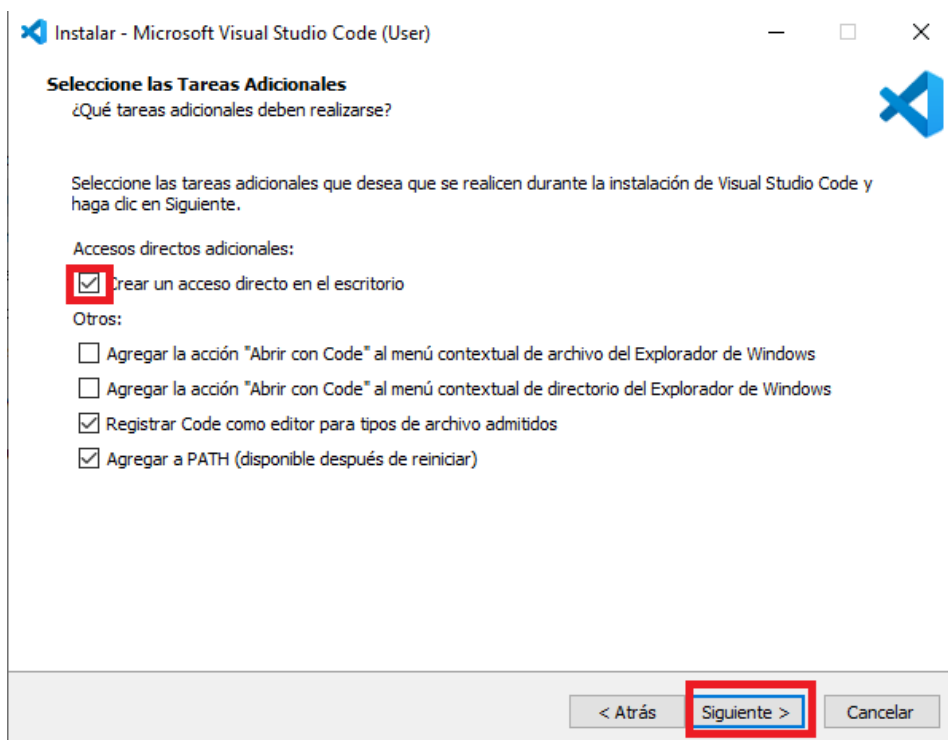 Instalar - Microsoft Visual Studio Code (User)
Seleccione las Tareas Adicionales
¿Qué tareas adicionales deben realizarse?
Seleccione las tareas adicionales que desea que se realicen durante la instalación de Visual Studio Code y
haga clic en Siguiente.
Accesos directos adicionales:
Crear un acceso directo en el escritorio
Otros:
Agregar la acción "Abrir con Code" al menú contextual de archivo del Explorador de Windows
Agregar la acción "Abrir con Code" al menú contextual de directorio del Explorador de Windows
Registrar Code como editor para tipos de archivo admitidos
Agregar a PATH (disponible después de reiniciar)
< Atrás Siguiente > Cancelar